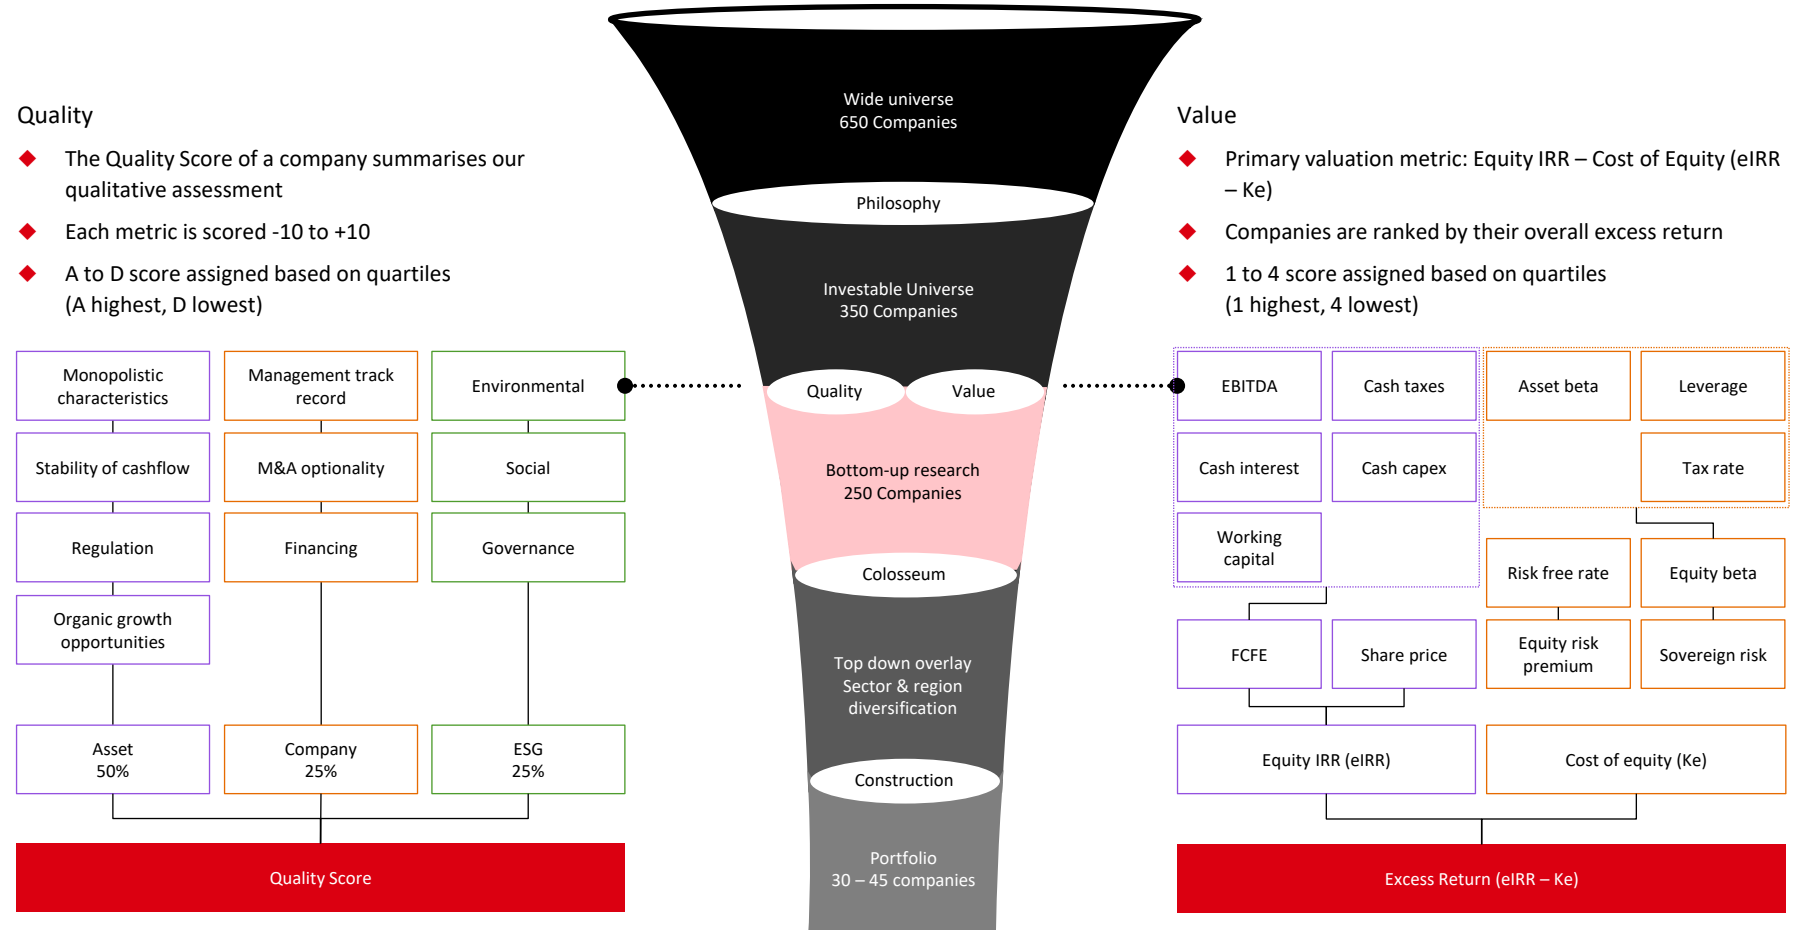 Quality
The Quality Score of a company summarises our
qualitative assessment
Each metric is scored -10 to +10
A to D score assigned based on quartiles
(A highest, D lowest)
Monopolistic
characteristics
Management track
record
Environmental
Stability of cashflow
M&A optionality
Social
Regulation
Financing
Governance
Organic growth
opportunities
Asset
50%
Company
25%
ESG
25%
Quality Score
Wide universe
650 Companies
Philosophy
Investable Universe
350 Companies
Quality
Value
Bottom-up research
250 Companies
Colosseum
Top down overlay
Sector & region
diversification
Construction
Portfolio
30 – 45 companies
Value
Primary valuation metric: Equity IRR – Cost of Equity (eIRR
– Ke)
Companies are ranked by their overall excess return
1 to 4 score assigned based on quartiles
(1 highest, 4 lowest)
EBITDA
Cash taxes
Asset beta
Leverage
Cash interest
Cash capex
Tax rate
Working
capital
Risk free rate
Equity beta
FCFE
Share price
Equity risk
premium
Sovereign risk
Equity IRR (eIRR)
Cost of equity (Ke)
Excess Return (eIRR – Ke)